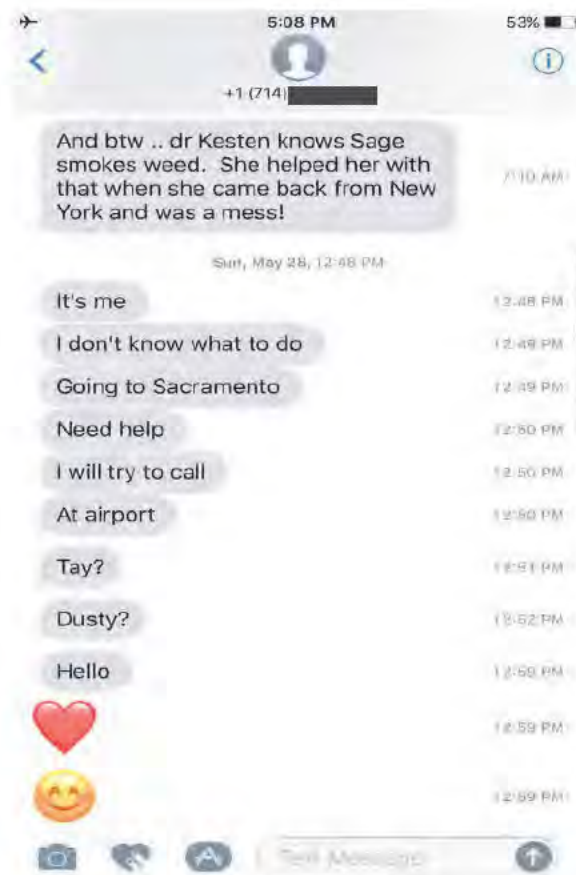 5:08 PM
53%
+1 (714)
And btw .. dr Kesten knows Sage
smokes weed.  She helped her with
that when she came back from New
York and was a mess!
7:10 AM
Sun, May 28, 12:48 PM
It's me
12:48 PM
I don't know what to do
12:49 PM
Going to Sacramento
12:49 PM
Need help
12:50 PM
I will try to call
12:50 PM
At airport
12:50 PM
Tay?
12:51 PM
Dusty?
12:52 PM
Hello
12:59 PM
12:59 PM
12:59 PM
Text Message